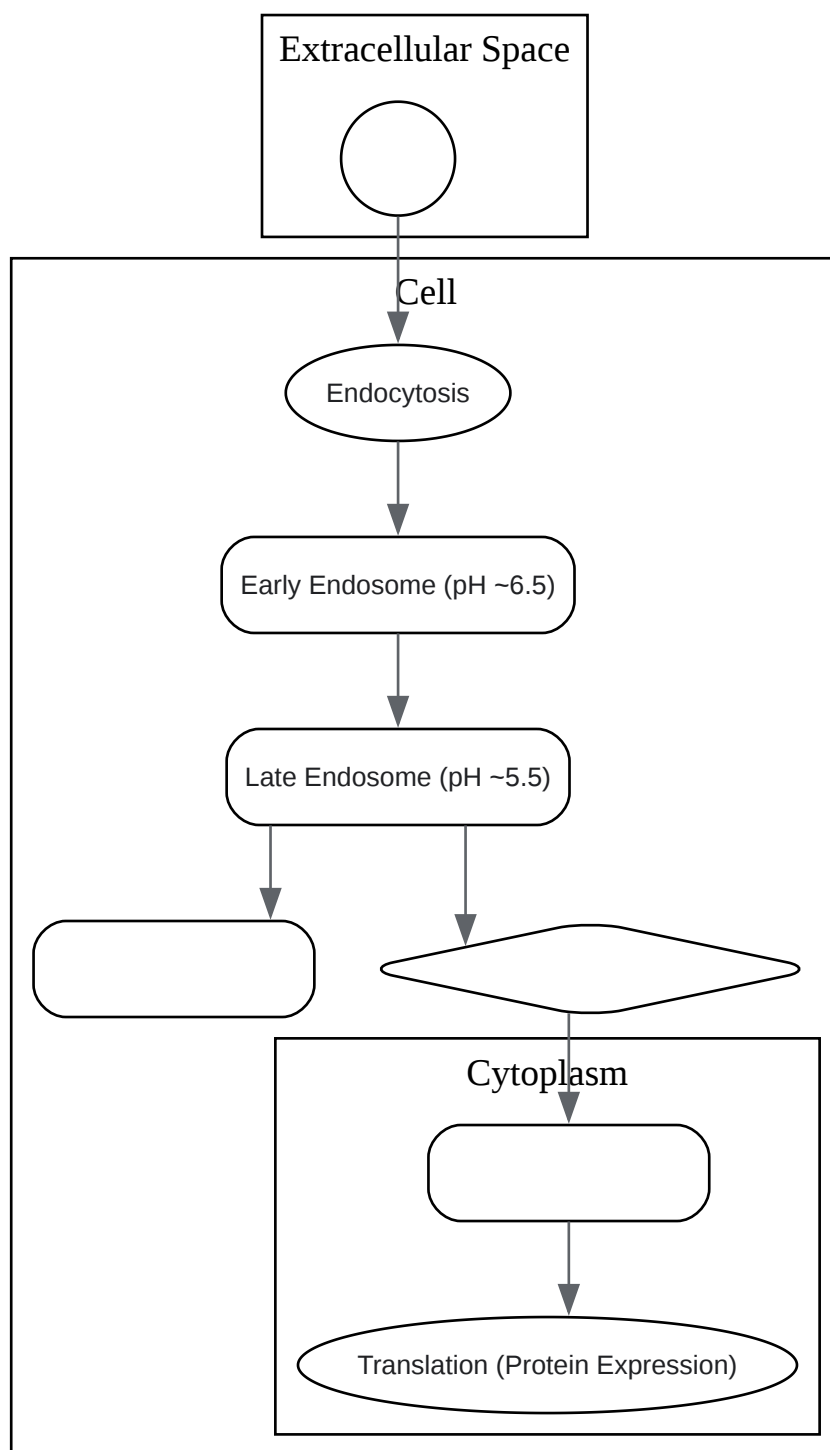 Extracellular Space
Cell
Endocytosis
Early Endosome (pH ~6.5)
Late Endosome (pH ~5.5)
Cytoplasm
Translation (Protein Expression)